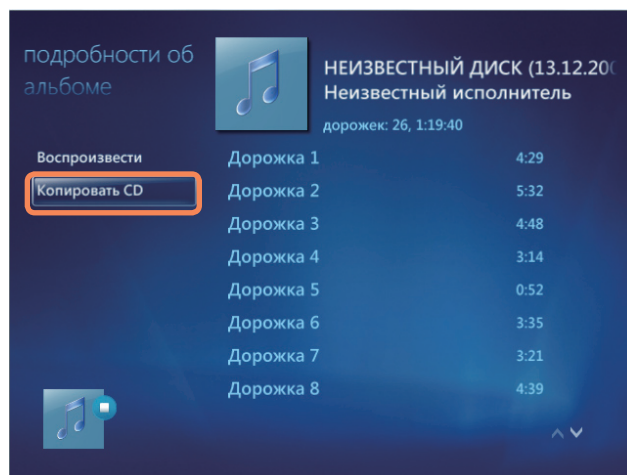 подробности об
альбоме
НЕИЗВЕСТНЫЙ ДИСК (13.12.200
Неизвестный исполнитель
дорожек: 26, 1:19:40
Воспроизвести
Копировать CD
Дорожка 1 4:29
Дорожка 2 5:32
Дорожка 3 4:48
Дорожка 4 3:14
Дорожка 5 0:52
Дорожка 6 3:35
Дорожка 7 3:21
Дорожка 8 4:39